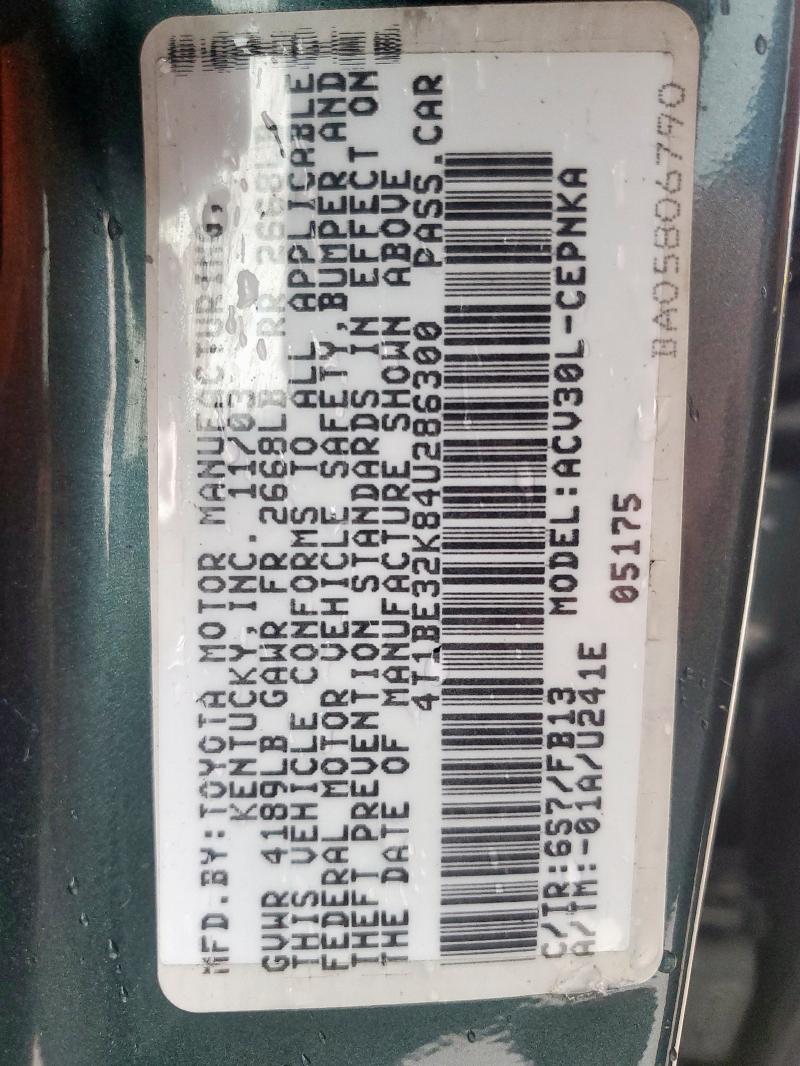 MFD.BY:TOYOTA MOTOR MANUFACTURING,
KENTUCKY,INC. 11/03
GVWR 4189LB GAWR FR 2668LB RR 2668LB
THIS VEHICLE CONFORMS TO ALL APPLICABLE
FEDERAL MOTOR VEHICLE SAFETY,BUMPER AND
THEFT PREVENTION STANDARDS IN EFFECT ON
THE DATE OF MANUFACTURE SHOWN ABOVE
4T1BE32K84U286300 PASS.CAR
C/TR:6S7/FB13 MODEL:ACV30L-CEPNKA
A/TM:-01A/U241E
05175
BA05806790